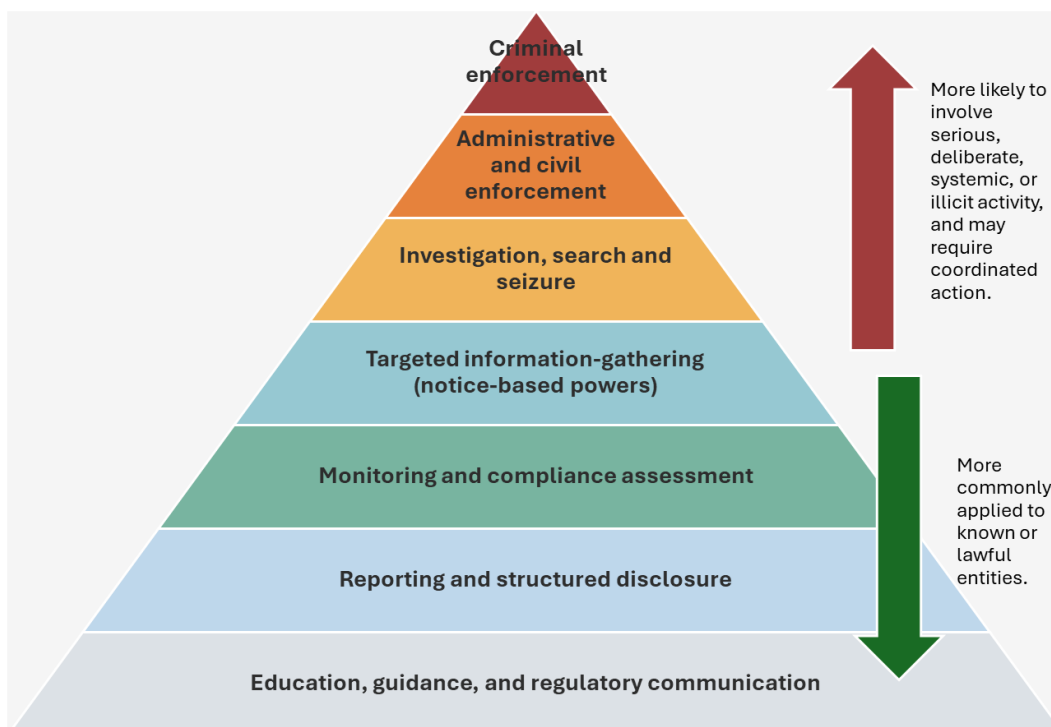 Criminal
enforcement
Administrative
and civil
enforcement
Investigation, search and
seizure
Targeted information-gathering
(notice-based powers)
Monitoring and compliance assessment
Reporting and structured disclosure
Education, guidance, and regulatory communication
More likely to
involve
serious,
deliberate,
systemic, or
illicit activity,
and may
require
coordinated
action.
More
commonly
applied to
known or
lawful
entities.